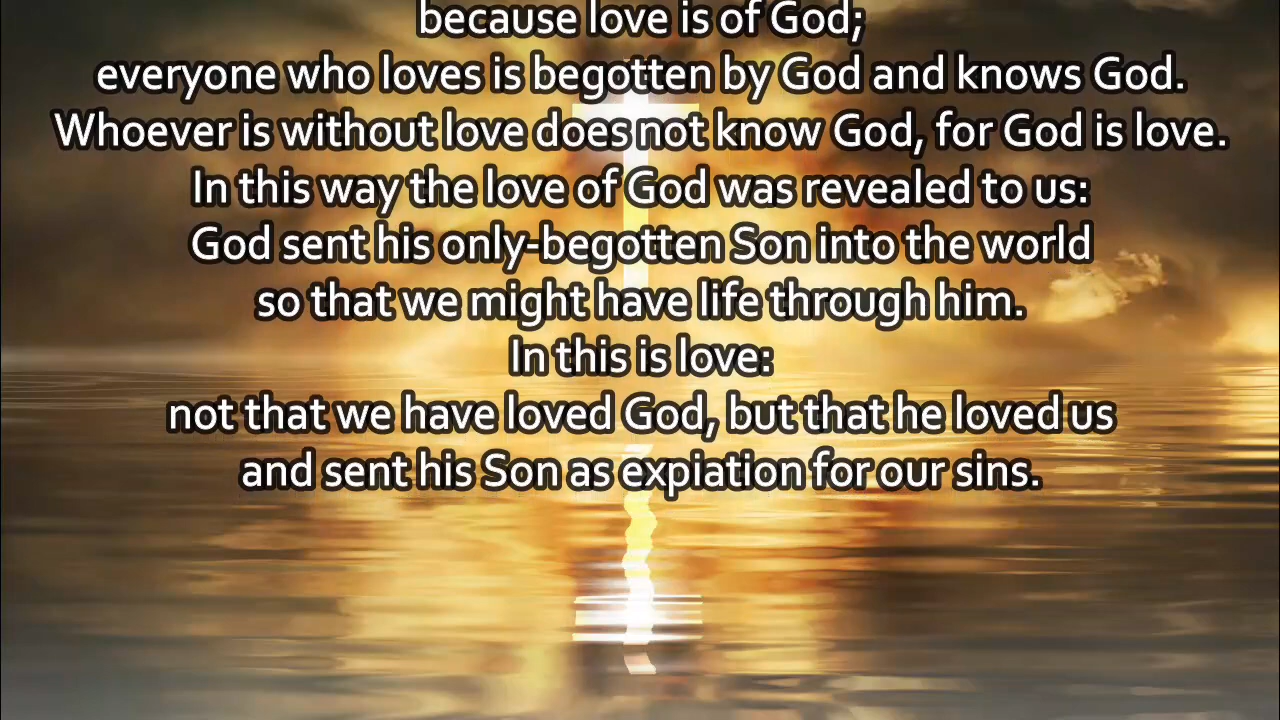 because love is of God;
everyone who loves is begotten by God and knows God.
Whoever is without love does not know God, for God is love.
In this way the love of God was revealed to us:
God sent his only-begotten Son into the world
so that we might have life through him.
In this is love:
not that we have loved God, but that he loved us
and sent his Son as expiation for our sins.